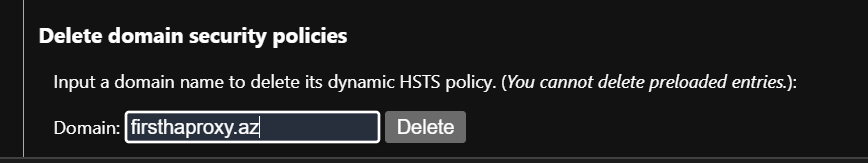 Delete domain security policies
Input a domain name to delete its dynamic HSTS policy. (You cannot delete preloaded entries.):
Domain: firsthaproxy.az Delete